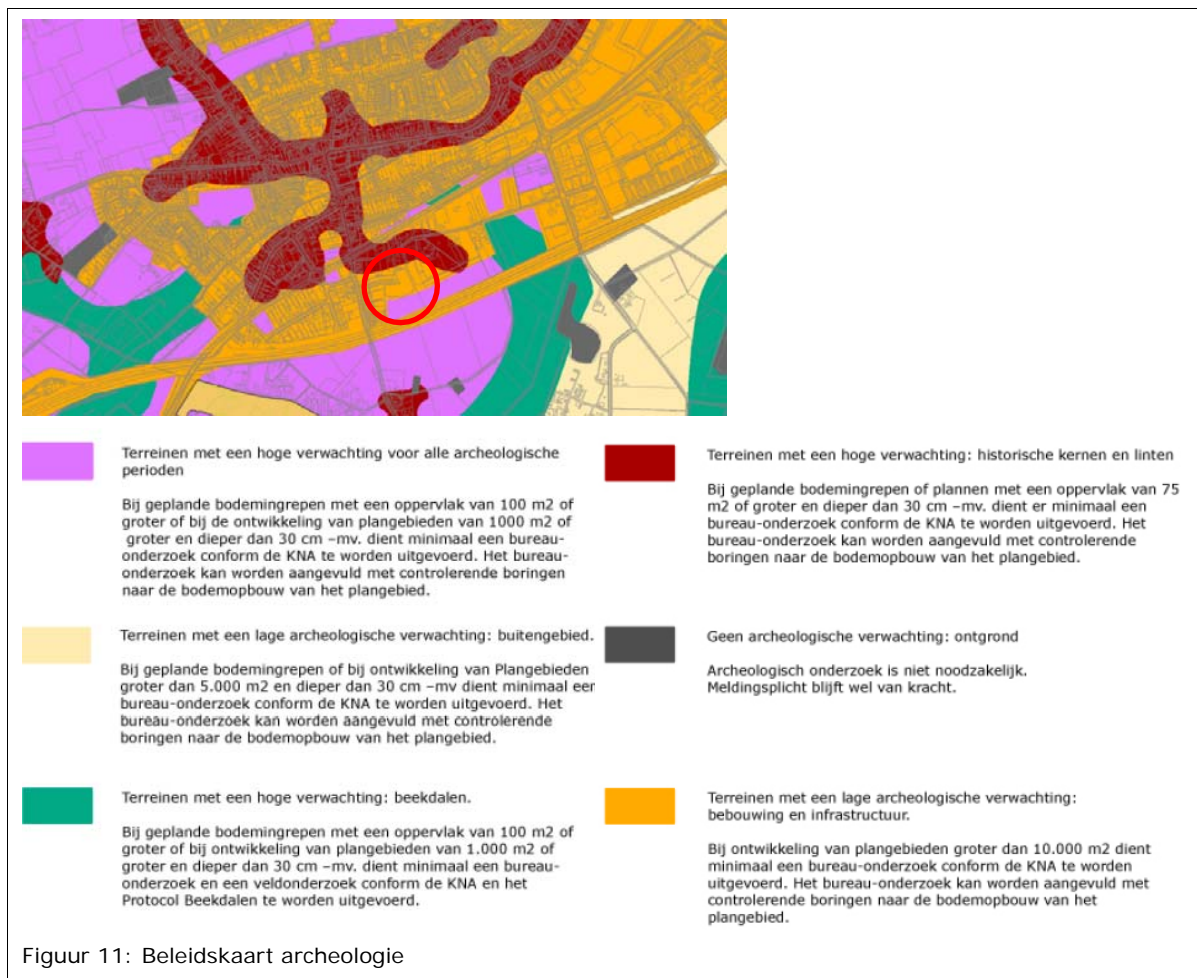 Terreinen met een hoge verwachting voor alle archeologische
perioden
Bij geplande bodemingrepen met een oppervlak van 100 m2 of
groter of bij de ontwikkeling van plangebieden van 1000 m2 of
groter en dieper dan 30 cm –mv. dient minimaal een bureau-
onderzoek conform de KNA te worden uitgevoerd. Het bureau-
onderzoek kan worden aangevuld met controlerende boringen
naar de bodemopbouw van het plangebied.
Terreinen met een hoge verwachting: historische kernen en linten
Bij geplande bodemingrepen of plannen met een oppervlak van 75
m2 of groter en dieper dan 30 cm –mv. dient er minimaal een
bureau-onderzoek conform de KNA te worden uitgevoerd. Het
bureau-onderzoek kan worden aangevuld met controlerende
boringen naar de bodemopbouw van het plangebied.
Terreinen met een lage archeologische verwachting: buitengebied.
Bij geplande bodemingrepen of bij ontwikkeling van Plangebieden
groter dan 5.000 m2 en dieper dan 30 cm –mv dient minimaal een
bureau-onderzoek conform de KNA te worden uitgevoerd. Het
bureau-onderzoek kan worden aangevuld met controlerende
boringen naar de bodemopbouw van het plangebied.
Geen archeologische verwachting: ontgrond
Archeologisch onderzoek is niet noodzakelijk.
Meldingsplicht blijft wel van kracht.
Terreinen met een hoge verwachting: beekdalen.
Bij geplande bodemingrepen met een oppervlak van 100 m2 of
groter of bij ontwikkeling van plangebieden van 1.000 m2 of
groter en dieper dan 30 cm –mv. dient minimaal een bureau-
onderzoek en een veldonderzoek conform de KNA en het
Protocol Beekdalen te worden uitgevoerd.
Terreinen met een lage archeologische verwachting:
bebouwing en infrastructuur.
Bij ontwikkeling van plangebieden groter dan 10.000 m2 dient
minimaal een bureau-onderzoek conform de KNA te worden
uitgevoerd. Het bureau-onderzoek kan worden aangevuld met
controlerende boringen naar de bodemopbouw van het
plangebied.
Figuur 11: Beleidskaart archeologie